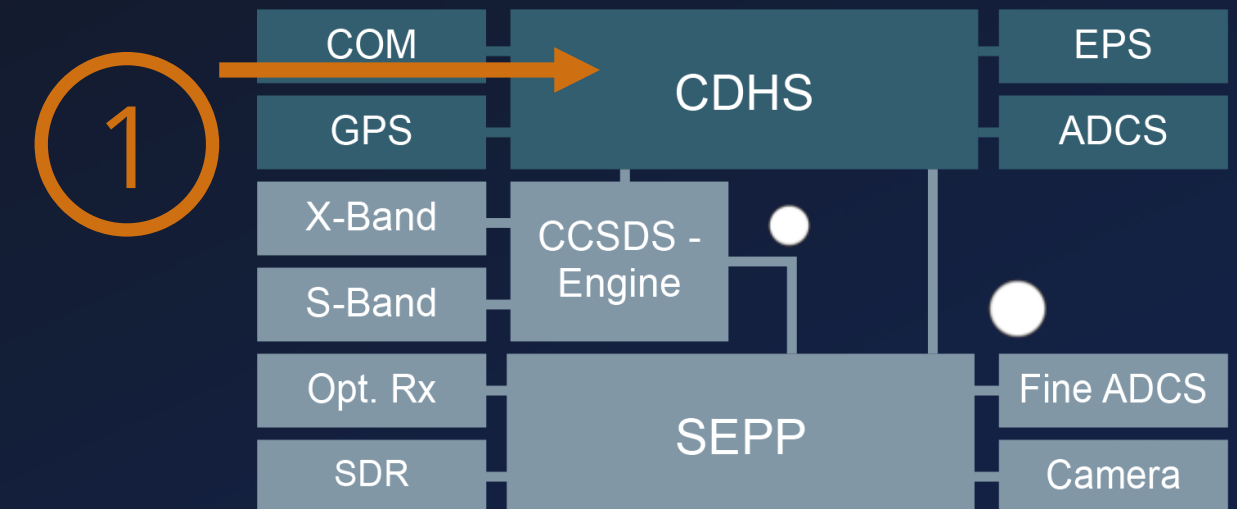 COM
CDHS
EPS
1
GPS
ADCS
X-Band
CCSDS -
Engine
S-Band
Opt. Rx
SEPP
Fine ADCS
SDR
Camera